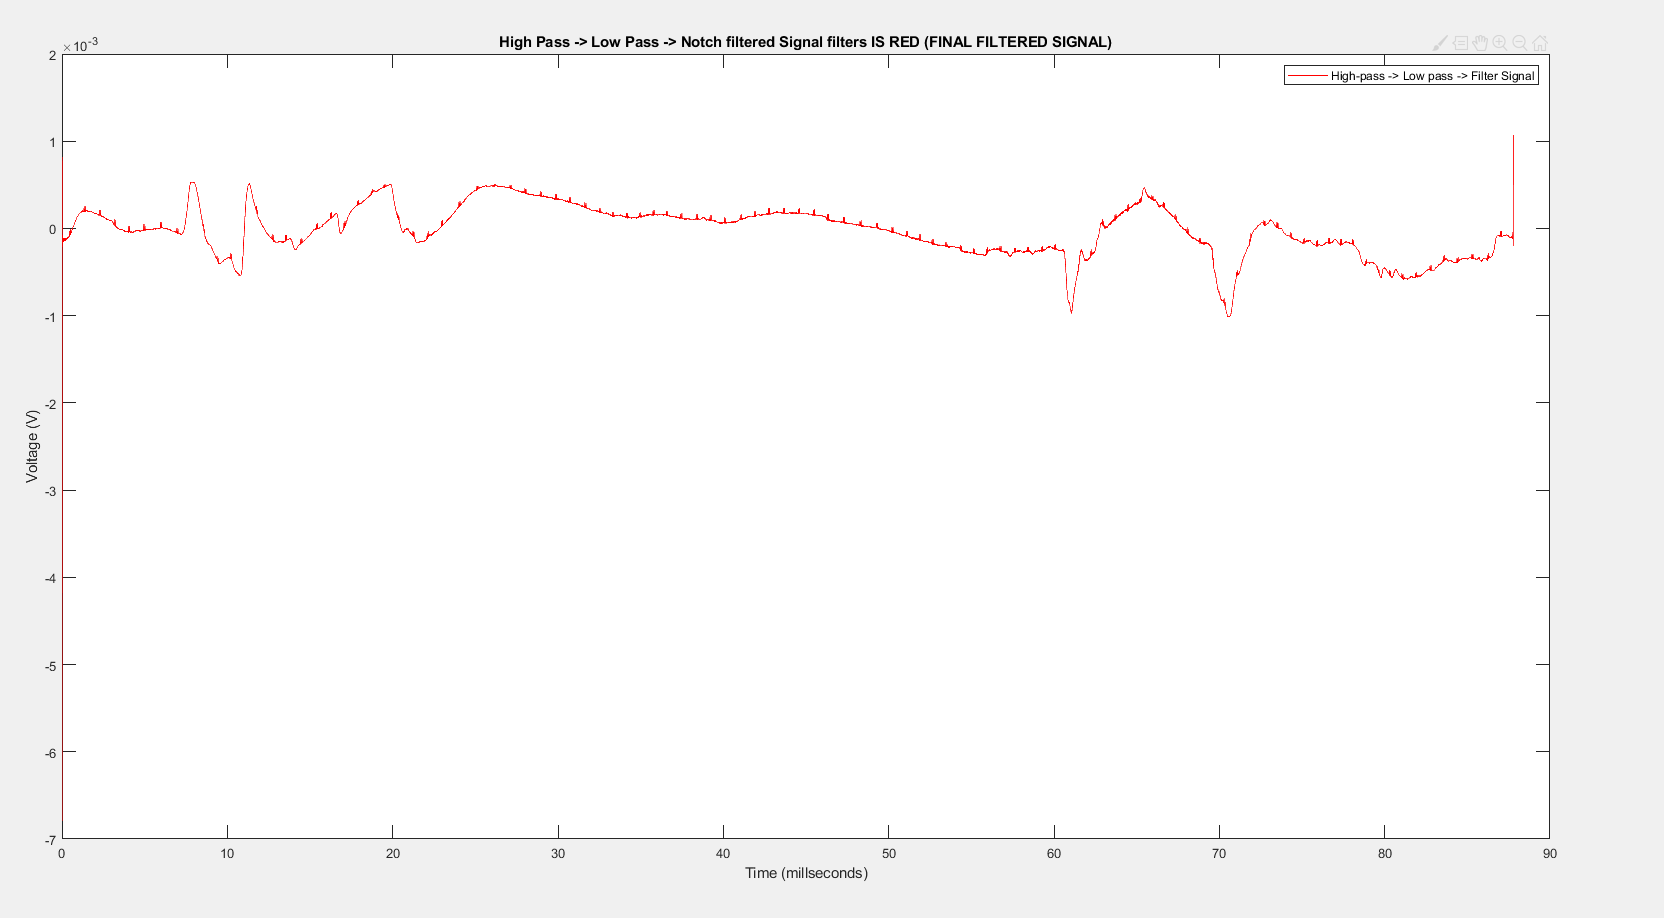 High Pass -> Low Pass -> Notch filtered Signal filters IS RED (FINAL FILTERED SIGNAL)
×10-3
High-pass -> Low pass -> Filter Signal
2
1
0
-1
-2
-3
-4
-5
-6
-7
Voltage (V)
0 10 20 30 40 50 60 70 80 90
Time (millseconds)